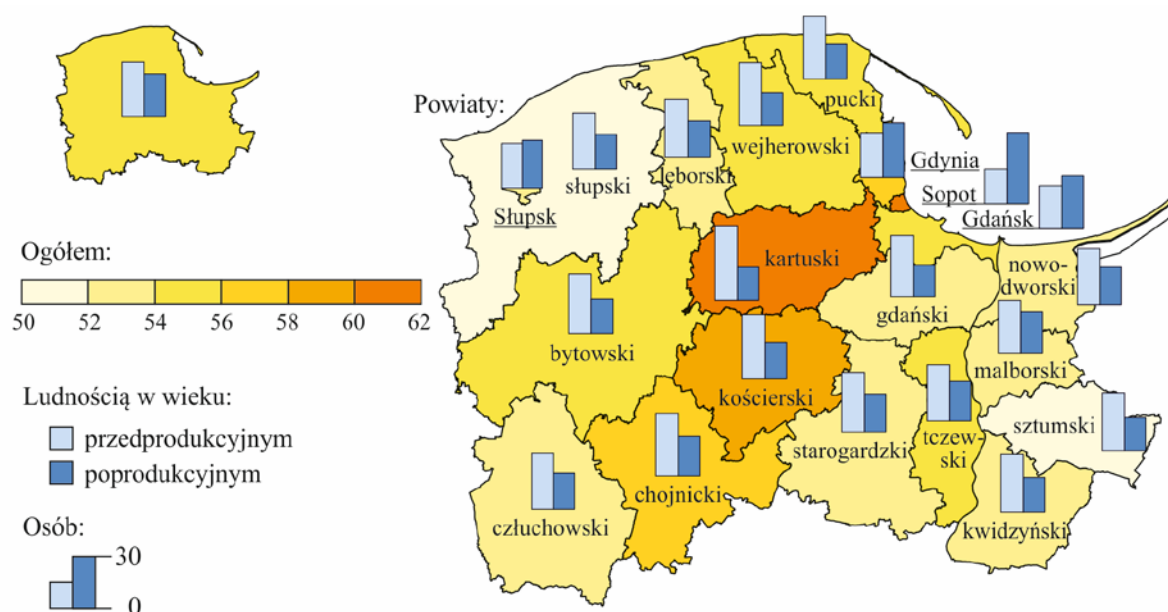 Powiaty:
pucki
wejherowski
Gdynia
Sopot
Gdańsk
lęborski
słupski
Słupsk
Ogółem:
50 52 54 56 58 60 62
kartuski
nowo-
dworski
gdański
bytowski
malborski
kościerski
sztumski
starogardzki
tczew-
ski
chojnicki
człuchowski
kwidzyński
Ludnością w wieku:
przedprodukcyjnym
poprodukcyjnym
Osób:
30
0